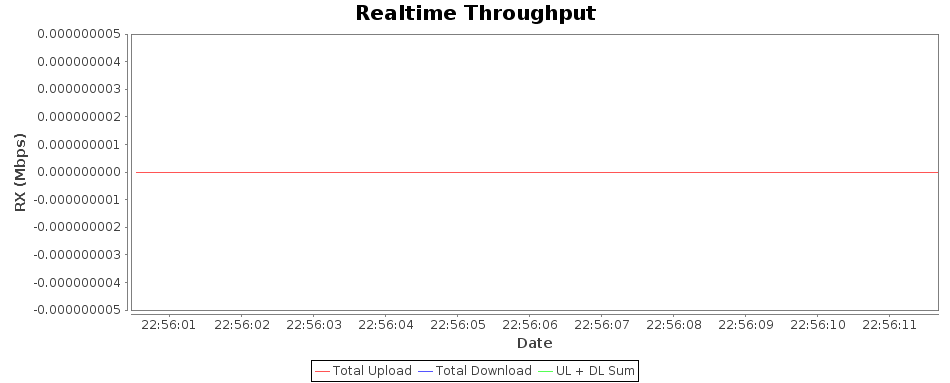 Realtime Throughput
RX (Mbps)
0.000000005
0.000000004
0.000000003
0.000000002
0.000000001
0.000000000
-0.000000001
-0.000000002
-0.000000003
-0.000000004
-0.000000005
22:56:01 22:56:02 22:56:03 22:56:04 22:56:05 22:56:06 22:56:07 22:56:08 22:56:09 22:56:10 22:56:11
Date
Total Upload Total Download UL + DL Sum